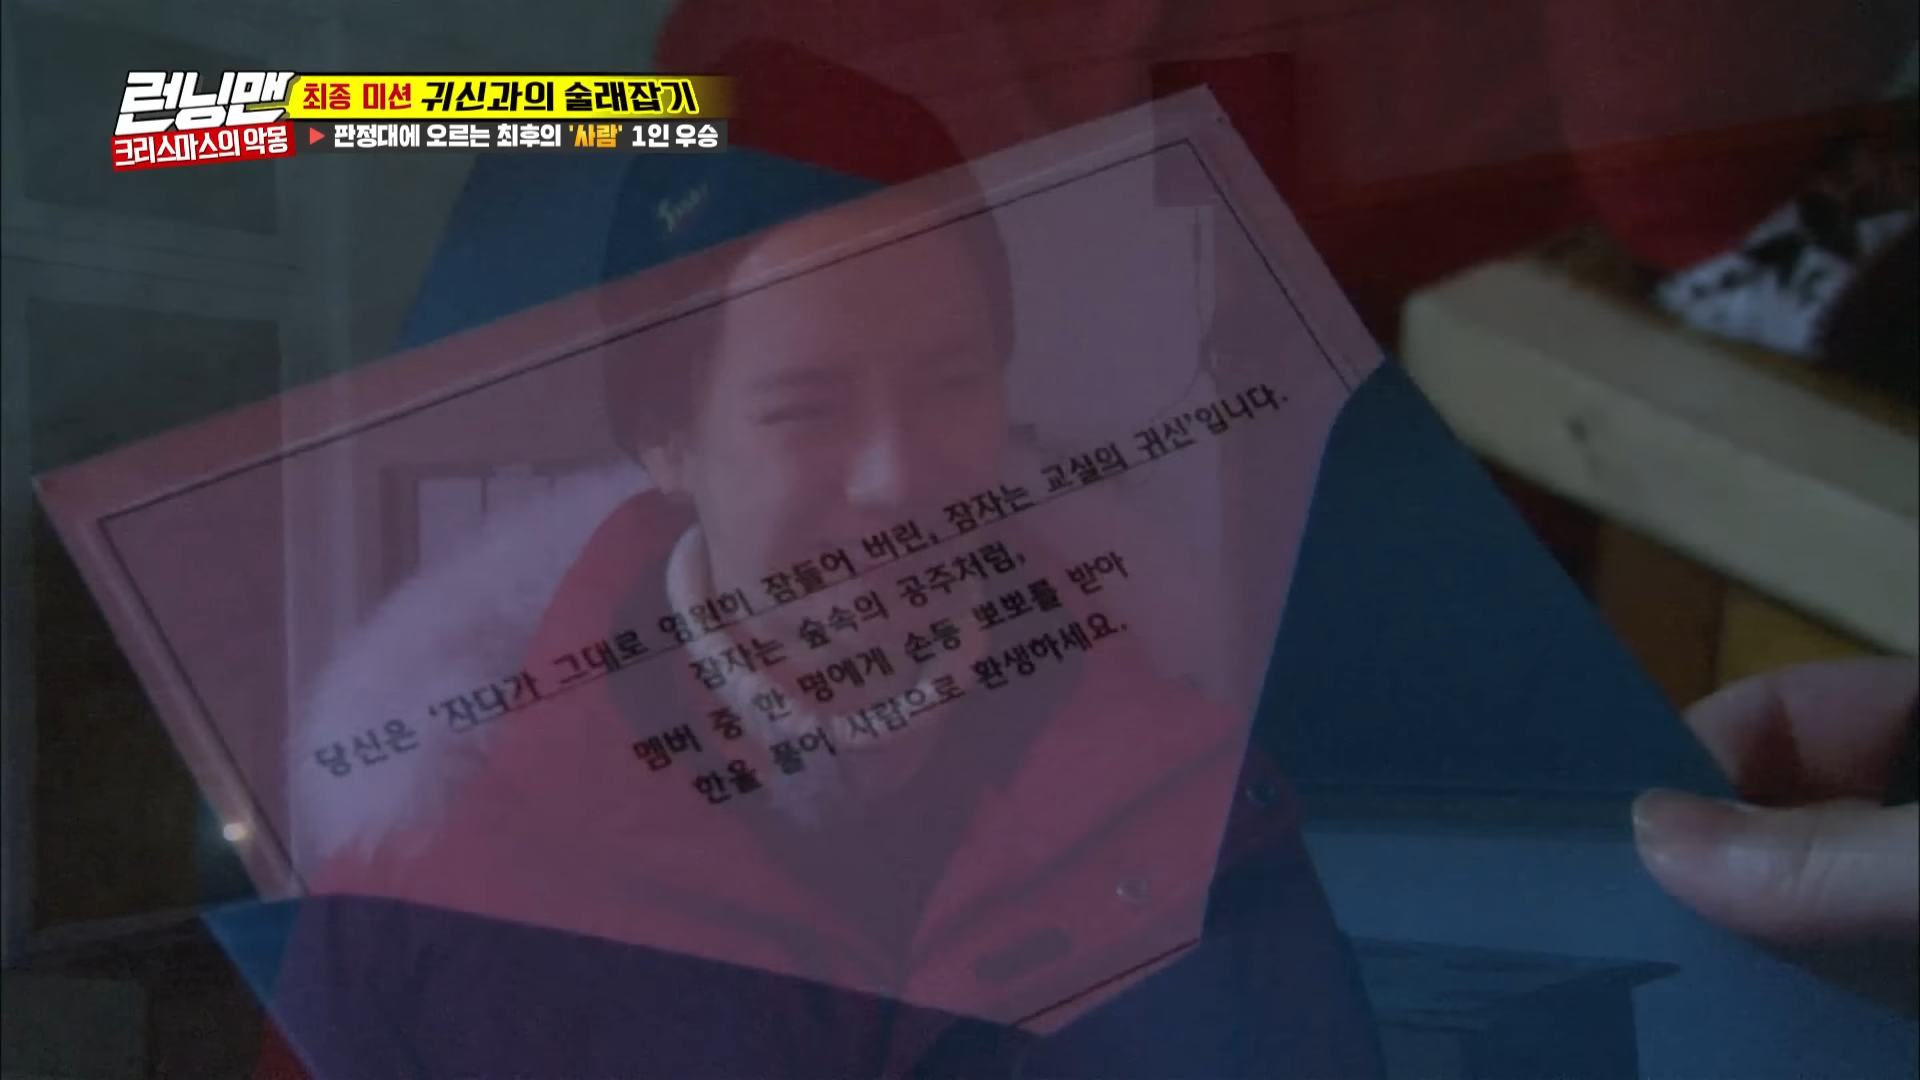 런닝맨
크리스마스의 악몽
최종 미션 귀신과의 술래잡기
▶ 판정대에 오르는 최후의 '사람' 1인 우승
당신은 '자다가 그대로 영원히 잠들어 버린, 잠자는 교실의 귀신'입니다.
잠자는 숲속의 공주처럼,
멤버 중 한 명에게 손등 뽀뽀를 받아
한을 풀어 사람으로 환생하세요.